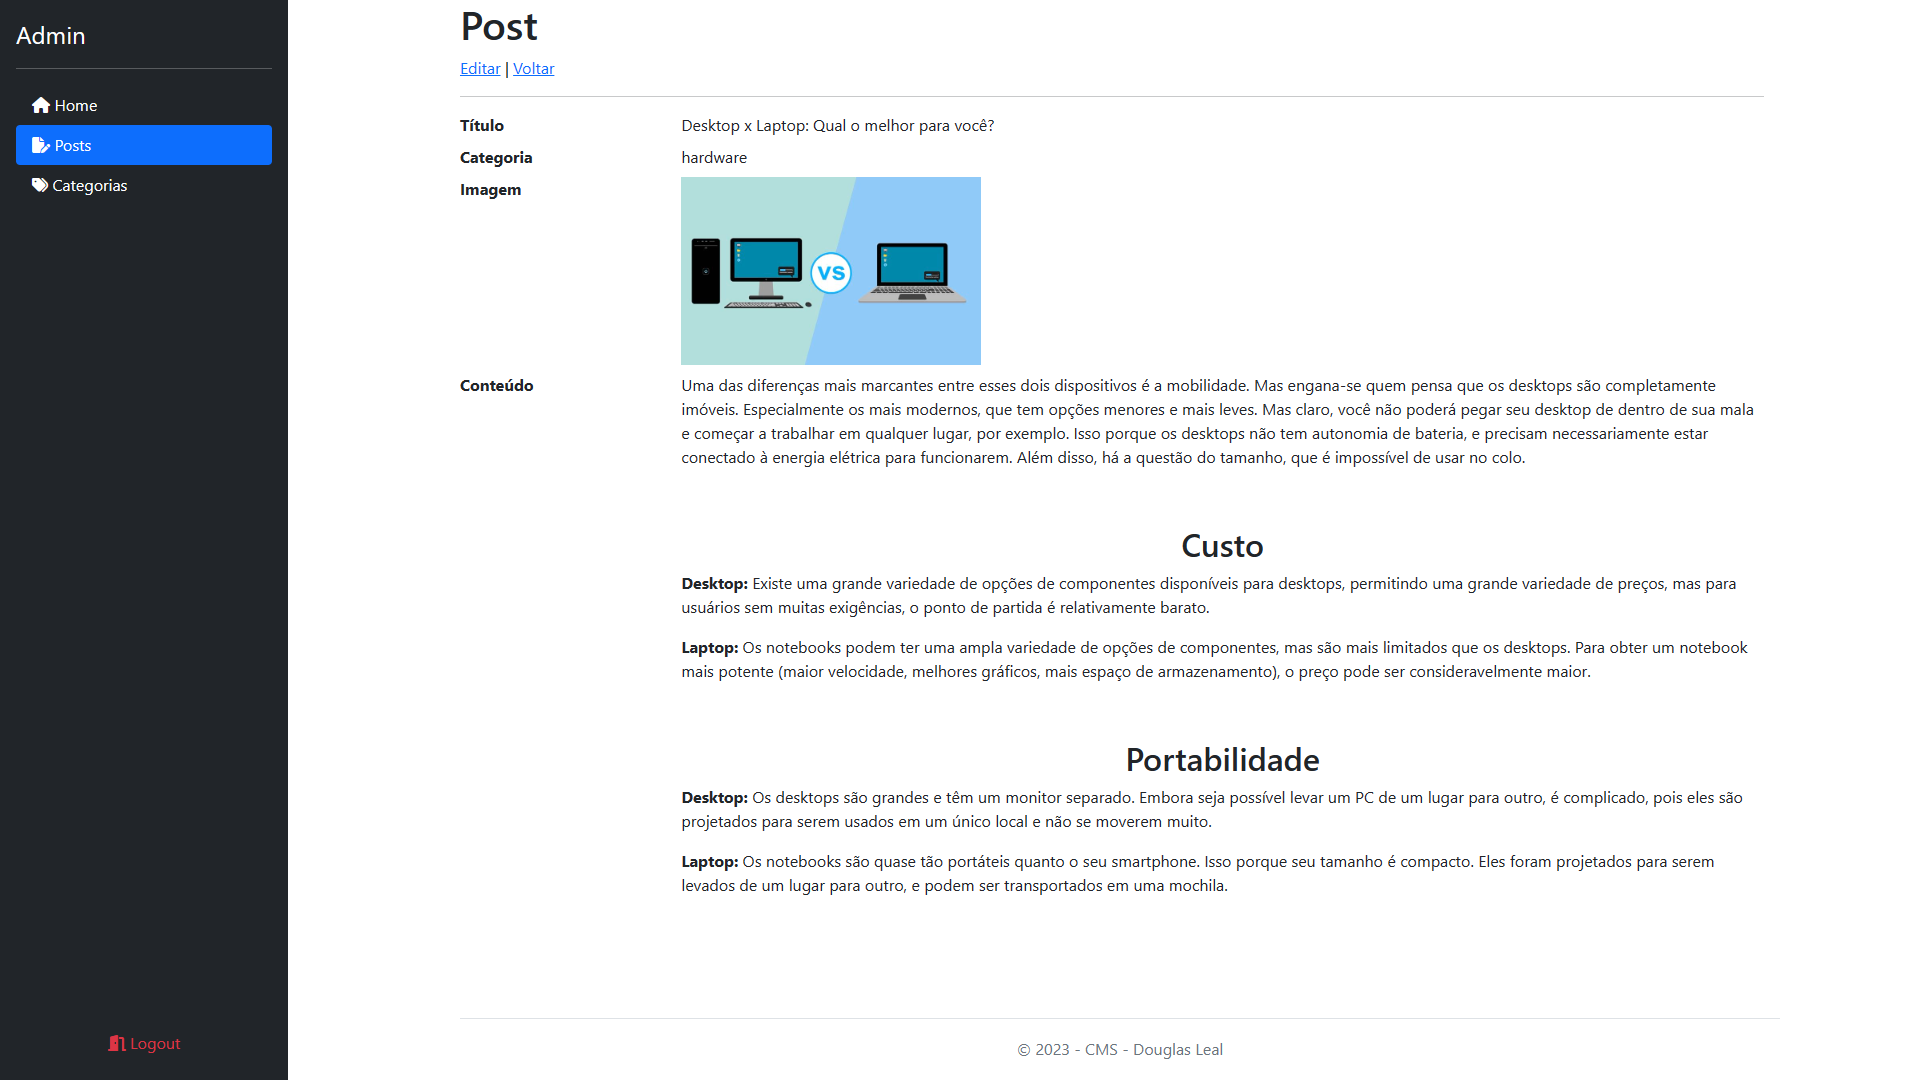 Admin
Home
Posts
Categorias
Logout
Post
Editar | Voltar
Título
Desktop x Laptop: Qual o melhor para você?
Categoria
hardware
Imagem
VS
Conteúdo
Uma das diferenças mais marcantes entre esses dois dispositivos é a mobilidade. Mas engana-se quem pensa que os desktops são completamente
imóveis. Especialmente os mais modernos, que tem opções menores e mais leves. Mas claro, você não poderá pegar seu desktop de dentro de sua mala
e começar a trabalhar em qualquer lugar, por exemplo. Isso porque os desktops não tem autonomia de bateria, e precisam necessariamente estar
conectado à energia elétrica para funcionarem. Além disso, há a questão do tamanho, que é impossível de usar no colo.
Custo
Desktop: Existe uma grande variedade de opções de componentes disponíveis para desktops, permitindo uma grande variedade de preços, mas para
usuários sem muitas exigências, o ponto de partida é relativamente barato.
Laptop: Os notebooks podem ter uma ampla variedade de opções de componentes, mas são mais limitados que os desktops. Para obter um notebook
mais potente (maior velocidade, melhores gráficos, mais espaço de armazenamento), o preço pode ser consideravelmente maior.
Portabilidade
Desktop: Os desktops são grandes e têm um monitor separado. Embora seja possível levar um PC de um lugar para outro, é complicado, pois eles são
projetados para serem usados em um único local e não se moverem muito.
Laptop: Os notebooks são quase tão portáteis quanto o seu smartphone. Isso porque seu tamanho é compacto. Eles foram projetados para serem
levados de um lugar para outro, e podem ser transportados em uma mochila.
© 2023 - CMS - Douglas Leal